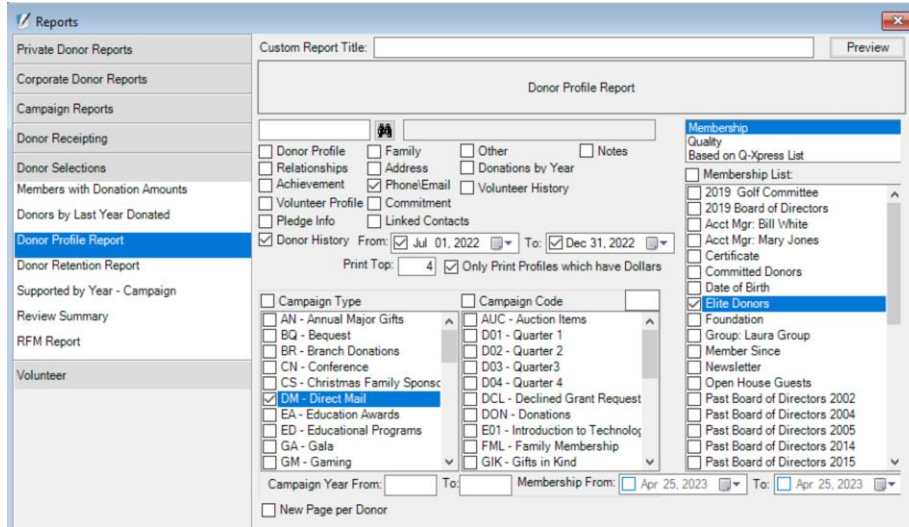 Reports
Private Donor Reports
Corporate Donor Reports
Campaign Reports
Donor Receipting
Donor Selections
Members with Donation Amounts
Donors by Last Year Donated
Donor Profile Report
Donor Retention Report
Supported by Year - Campaign
Review Summary
RFM Report
Volunteer
Custom Report Title:
Preview
Donor Profile Report
Donor Profile Family Other Notes
Relationships Address Donations by Year
Achievement Phone\Email Volunteer History
Volunteer Profile Commitment
Pledge Info Linked Contacts
Donor History From: Jul 01, 2022 To: Dec 31, 2022
Print Top: 4 Only Print Profiles which have Dollars
Campaign Type
AN - Annual Major Gifts
BQ - Bequest
BR - Branch Donations
CN - Conference
CS - Christmas Family Sponsc
DM - Direct Mail
EA - Education Awards
ED - Educational Programs
GA - Gala
GM - Gaming
Campaign Code
AUC - Auction Items
D01 - Quarter 1
D02 - Quarter 2
D03 - Quarter3
D04 - Quarter 4
DCL - Declined Grant Request
DON - Donations
E01 - Introduction to Technolog
FML - Family Membership
GIK - Gifts in Kind
Membership
Quality
Based on Q-Xpress List
Membership List:
2019 Golf Committee
2019 Board of Directors
Acct Mgr: Bill White
Acct Mgr: Mary Jones
Certificate
Committed Donors
Date of Birth
Elite Donors
Foundation
Group: Laura Group
Member Since
Newsletter
Open House Guests
Past Board of Directors 2002
Past Board of Directors 2004
Past Board of Directors 2005
Past Board of Directors 2014
Past Board of Directors 2015
Campaign Year From: To: Membership From: Apr 25, 2023 To: Apr 25, 2023
New Page per Donor